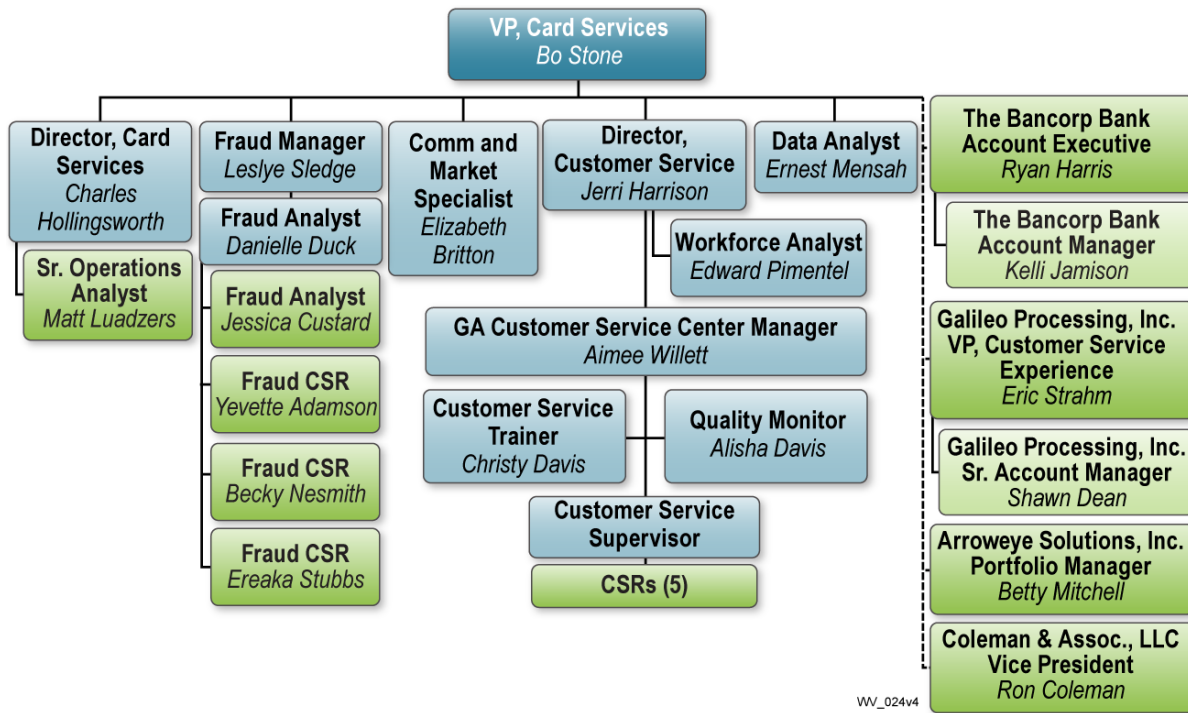 VP, Card Services
Bo Stone
Director, Card
Services
Charles
Hollingsworth
Sr. Operations
Analyst
Matt Luadzers
Fraud Manager
Leslye Sledge
Fraud Analyst
Danielle Duck
Fraud Analyst
Jessica Custard
Fraud CSR
Yevette Adamson
Fraud CSR
Becky Nesmith
Fraud CSR
Ereaka Stubbs
Comm and
Market
Specialist
Elizabeth
Britton
Director,
Customer Service
Jerri Harrison
Workforce Analyst
Edward Pimentel
GA Customer Service Center Manager
Aimee Willett
Customer Service
Trainer
Christy Davis
Quality Monitor
Alisha Davis
Customer Service
Supervisor
CSRs (5)
Data Analyst
Ernest Mensah
The Bancorp Bank
Account Executive
Ryan Harris
The Bancorp Bank
Account Manager
Kelli Jamison
Galileo Processing, Inc.
VP, Customer Service
Experience
Eric Strahm
Galileo Processing, Inc.
Sr. Account Manager
Shawn Dean
Arroweye Solutions, Inc.
Portfolio Manager
Betty Mitchell
Coleman & Assoc., LLC
Vice President
Ron Coleman
WV_024v4